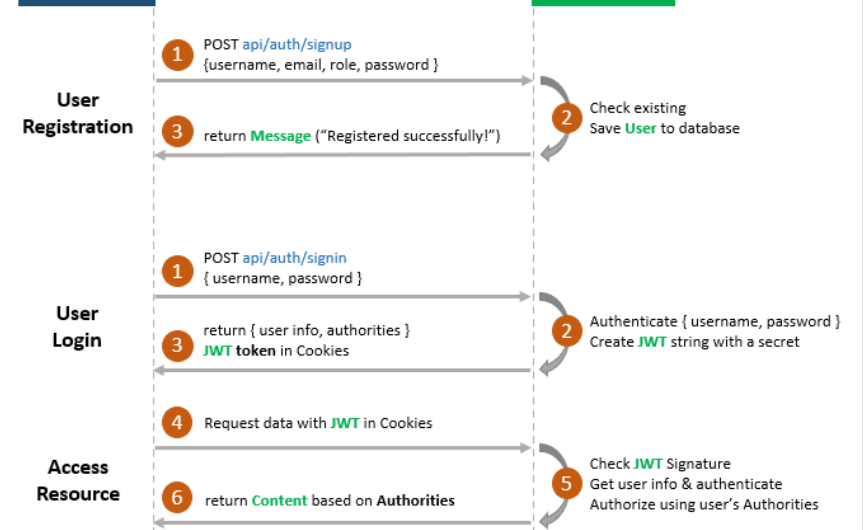 1
POST api/auth/signup
{username, email, role, password }
User
Registration
2
Check existing
Save User to database
3
return Message (“Registered successfully!”)
1
POST api/auth/signin
{ username, password }
User
Login
2
Authenticate { username, password }
Create JWT string with a secret
3
return { user info, authorities }
JWT token in Cookies
4
Request data with JWT in Cookies
Access
Resource
5
Check JWT Signature
Get user info & authenticate
Authorize using user’s Authorities
6
return Content based on Authorities